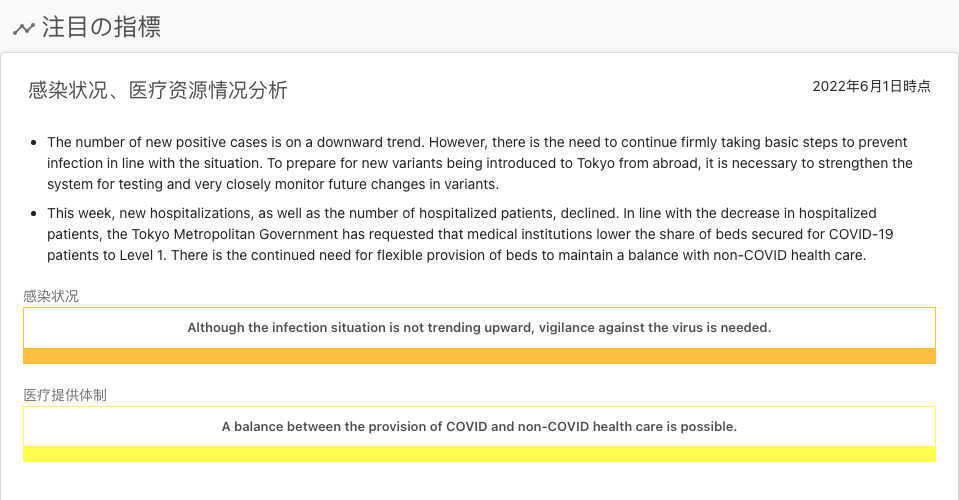 注目の指標
感染状况、医疗资源情况分析
2022年6月1日時点
The number of new positive cases is on a downward trend. However, there is the need to continue firmly taking basic steps to prevent
infection in line with the situation. To prepare for new variants being introduced to Tokyo from abroad, it is necessary to strengthen the
system for testing and very closely monitor future changes in variants.
This week, new hospitalizations, as well as the number of hospitalized patients, declined. In line with the decrease in hospitalized
patients, the Tokyo Metropolitan Government has requested that medical institutions lower the share of beds secured for COVID-19
patients to Level 1. There is the continued need for flexible provision of beds to maintain a balance with non-COVID health care.
感染状况
Although the infection situation is not trending upward, vigilance against the virus is needed.
医疗提供体制
A balance between the provision of COVID and non-COVID health care is possible.